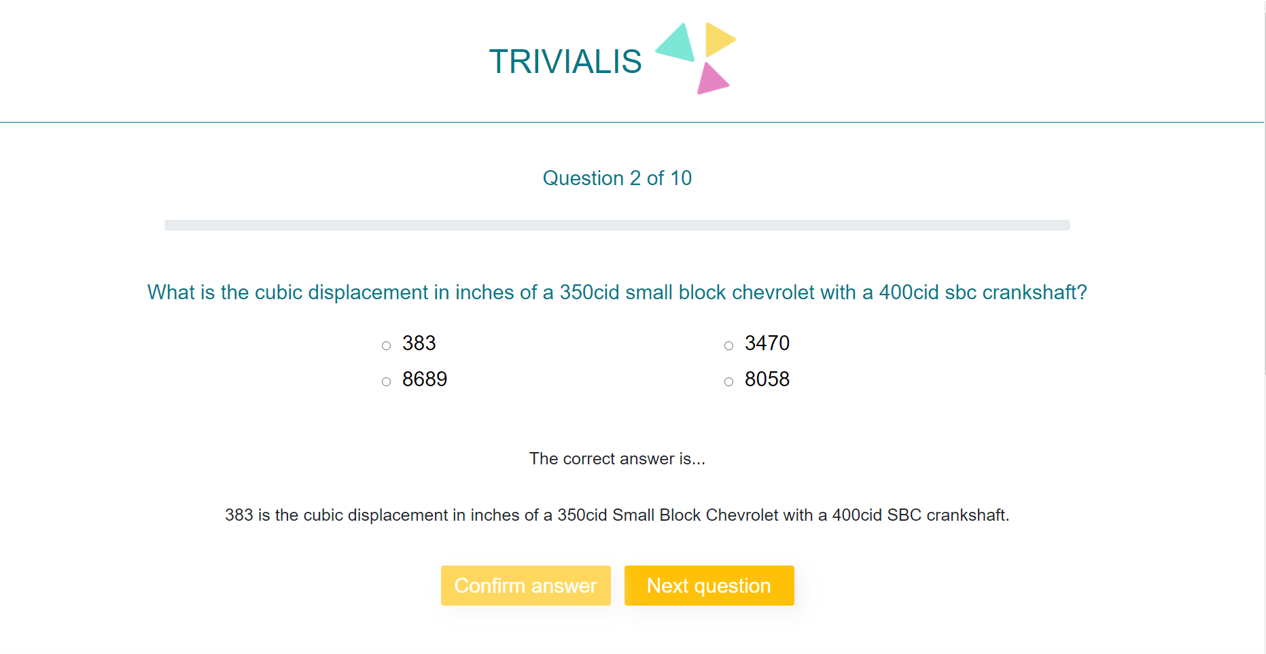 TRIVIALIS
Question 2 of 10
What is the cubic displacement in inches of a 350cid small block chevrolet with a 400cid sbc crankshaft?
383
3470
8689
8058
The correct answer is...
383 is the cubic displacement in inches of a 350cid Small Block Chevrolet with a 400cid SBC crankshaft.
Confirm answer
Next question